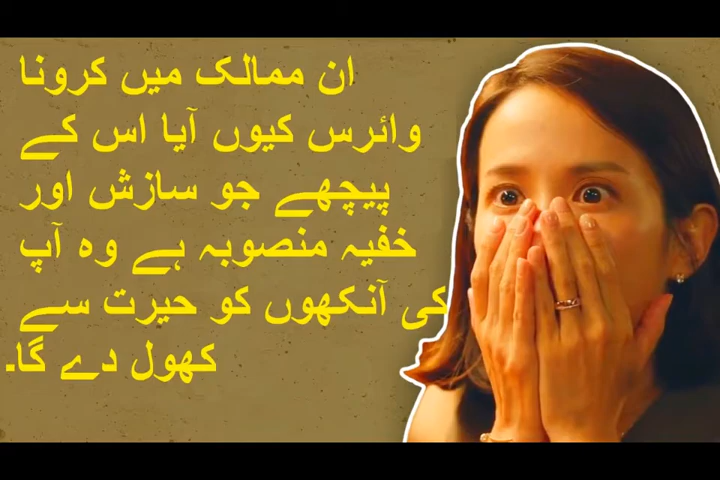 ان ممالک میں کرونا
وائرس کیوں آیا اس کے
پیچھے جو سازش اور
خفیہ منصوبہ ہے وہ آپ
کی آنکھوں کو حیرت سے
کھول دے گا۔